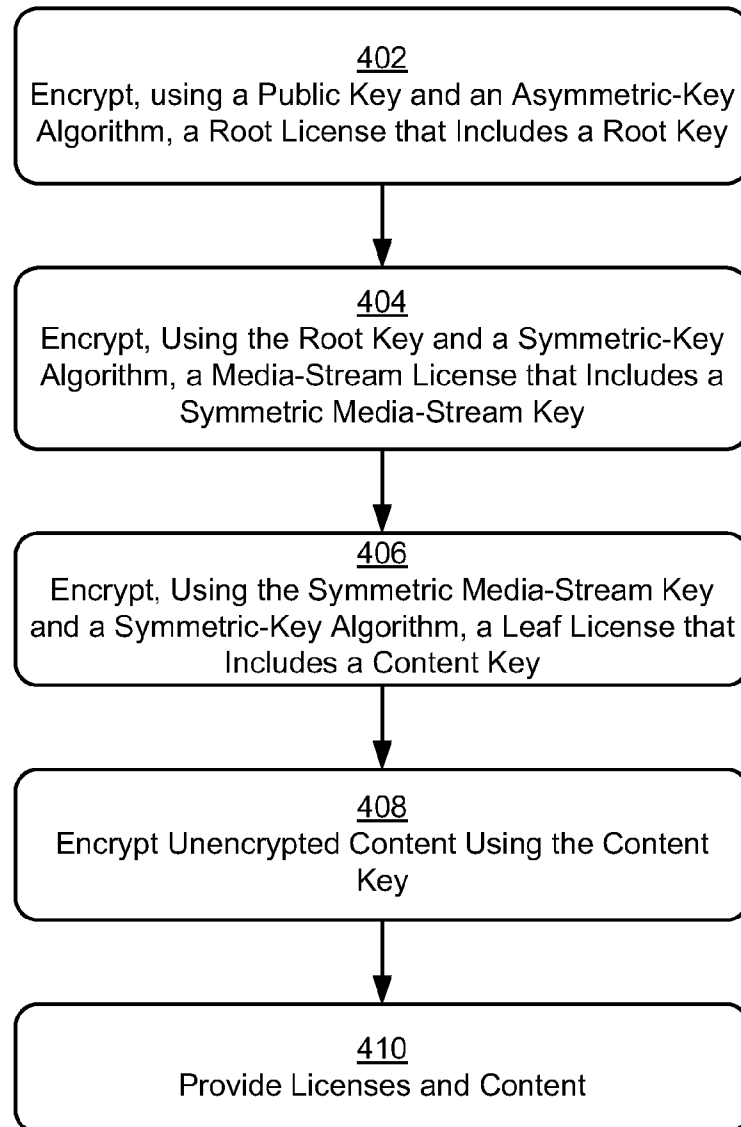 402
Encrypt, using a Public Key and an Asymmetric-Key
Algorithm, a Root License that Includes a Root Key
404
Encrypt, Using the Root Key and a Symmetric-Key
Algorithm, a Media-Stream License that Includes a
Symmetric Media-Stream Key
406
Encrypt, Using the Symmetric Media-Stream Key
and a Symmetric-Key Algorithm, a Leaf License that
Includes a Content Key
408
Encrypt Unencrypted Content Using the Content
Key
410
Provide Licenses and Content